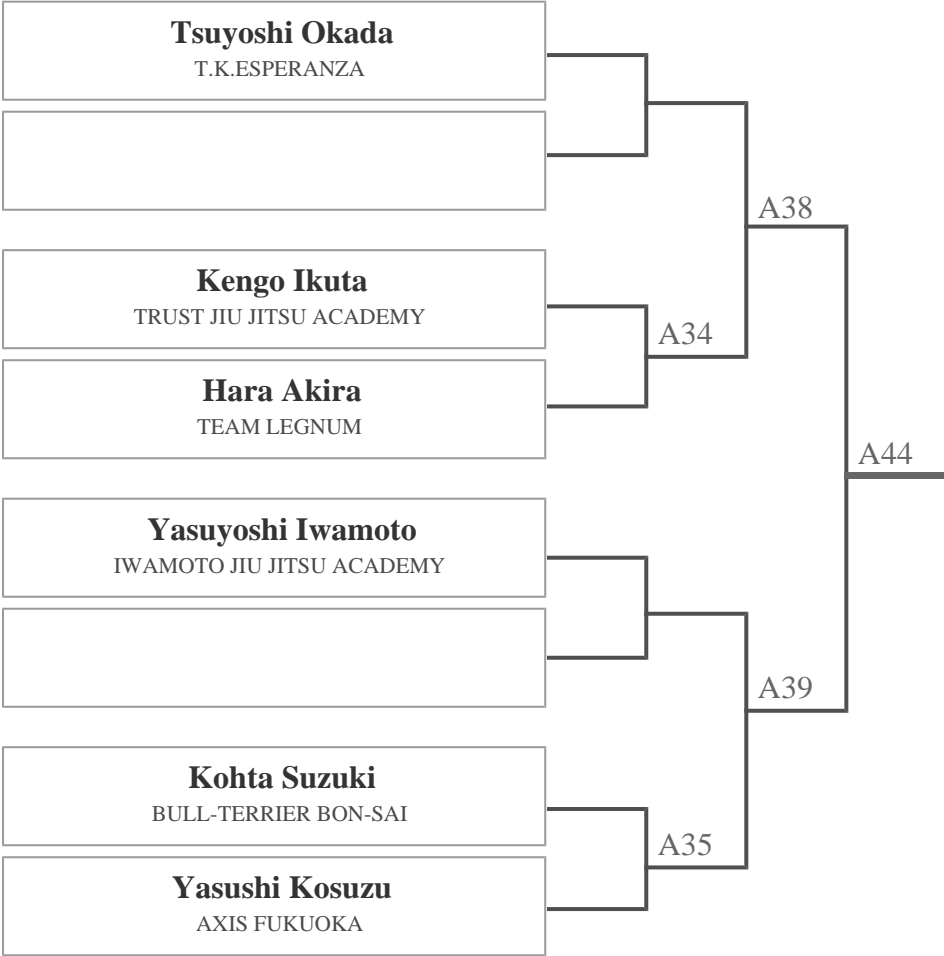 Tsuyoshi Okada
T.K.ESPERANZA
A38
Kengo Ikuta
TRUST JIU JITSU ACADEMY
A34
Hara Akira
TEAM LEGNUM
A44
Yasuyoshi Iwamoto
IWAMOTO JIU JITSU ACADEMY
A39
Kohta Suzuki
BULL-TERRIER BON-SAI
A35
Yasushi Kosuzu
AXIS FUKUOKA